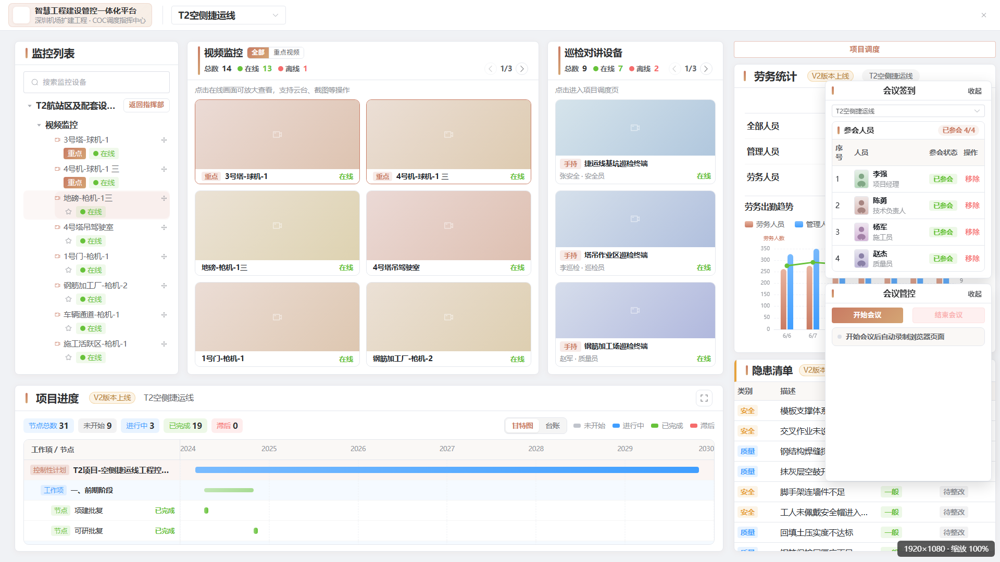 智慧工程建设管控一体化平台
深圳机场扩建工程 · COC调度指挥中心
T2空侧捷运线
监控列表
搜索监控设备
T2航站区及配套设...
返回指挥部
视频监控
3号塔-球机-1
重点 在线
4号机-球机-1 三
重点 在线
地磅-枪机-1三
在线
4号塔吊驾驶室
在线
1号门-枪机-1
在线
钢筋加工厂-枪机-2
在线
车辆通道-枪机-1
在线
施工活跃区-枪机-1
在线
视频监控 全部 重点视频
总数 14 在线 13 离线 1 1/3
点击在线画面可放大查看，支持云台、截图等操作
重点 3号塔-球机-1 在线
重点 4号机-球机-1 三 在线
地磅-枪机-1三 在线
4号塔吊驾驶室 在线
1号门-枪机-1 在线
钢筋加工厂-枪机-2 在线
巡检对讲设备
总数 9 在线 7 离线 2 1/3
点击进入项目调度页
手持 捷运线基坑巡检终端
张安全 · 安全员 在线
手持 塔吊作业区巡检终端
李巡检 · 巡检员 在线
手持 钢筋加工场巡检终端
赵军 · 质量员 在线
项目调度
劳务统计 V2版本上线 T2空侧捷运线
全部人员
管理人员
劳务人员
劳务出勤趋势
劳务人员 管理人
劳务人数
350
300
250
200
150
100
50
0
6/6 6/7
9
会议签到 收起
T2空侧捷运线
参会人员 已参会 4/4
序号 人员 参会状态 操作
1 李强 项目经理 已参会 移除
2 陈勇 技术负责人 已参会 移除
3 杨军 施工员 已参会 移除
4 赵杰 质量员 已参会 移除
会议管控 收起
开始会议 结束会议
开始会议后自动录制浏览器页面
隐患清单 V2版本
类别 描述
安全 模板支撑体系
安全 交叉作业未设
质量 钢结构焊缝探
质量 抹灰层空鼓开
安全 脚手架连墙件不足 一般 待整改
安全 工人未佩戴安全帽进入... 一般 待整改
质量 回填土压实度不达标 一般 待整改
项目进度 V2版本上线 T2空侧捷运线
节点总数 31 未开始 9 进行中 3 已完成 19 滞后 0
甘特图 台账 未开始 进行中 已完成 滞后
工作项 / 节点 2024 2025 2026 2027 2028 2029 2030
控制性计划 T2项目-空侧捷运线工程控...
工作项 一、前期阶段
节点 项建批复 已完成
节点 可研批复 已完成
1920×1080 · 缩放 100%